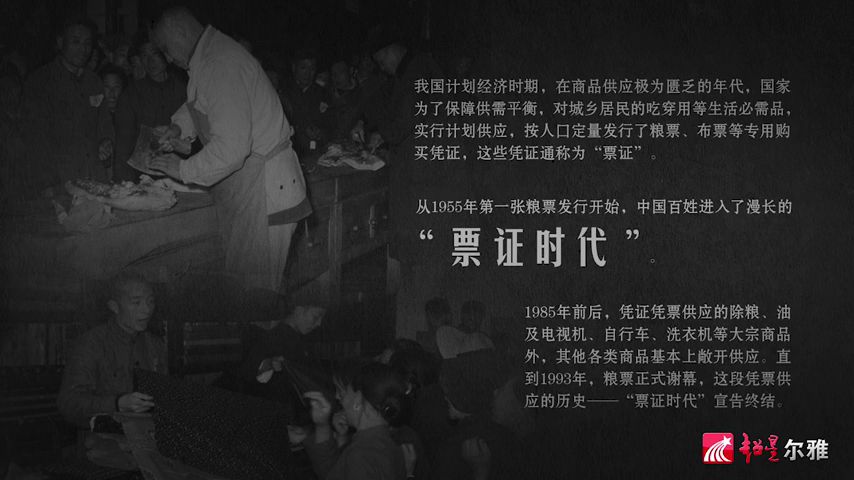 我国计划经济时期，在商品供应极为匮乏的年代，国家
为了保障供需平衡，对城乡居民的吃穿用等生活必需品，
实行计划供应，按人口定量发行了粮票、布票等专用购
买凭证，这些凭证通称为“票证”。
从1955年第一张粮票发行开始，中国百姓进入了漫长的
“票证时代”。
1985年前后，凭证凭票供应的除粮、油
及电视机、自行车、洗衣机等大宗商品
外，其他各类商品基本上敞开供应。直
到1993年，粮票正式谢幕，这段凭票供
应的历史——“票证时代”宣告终结。
超星尔雅